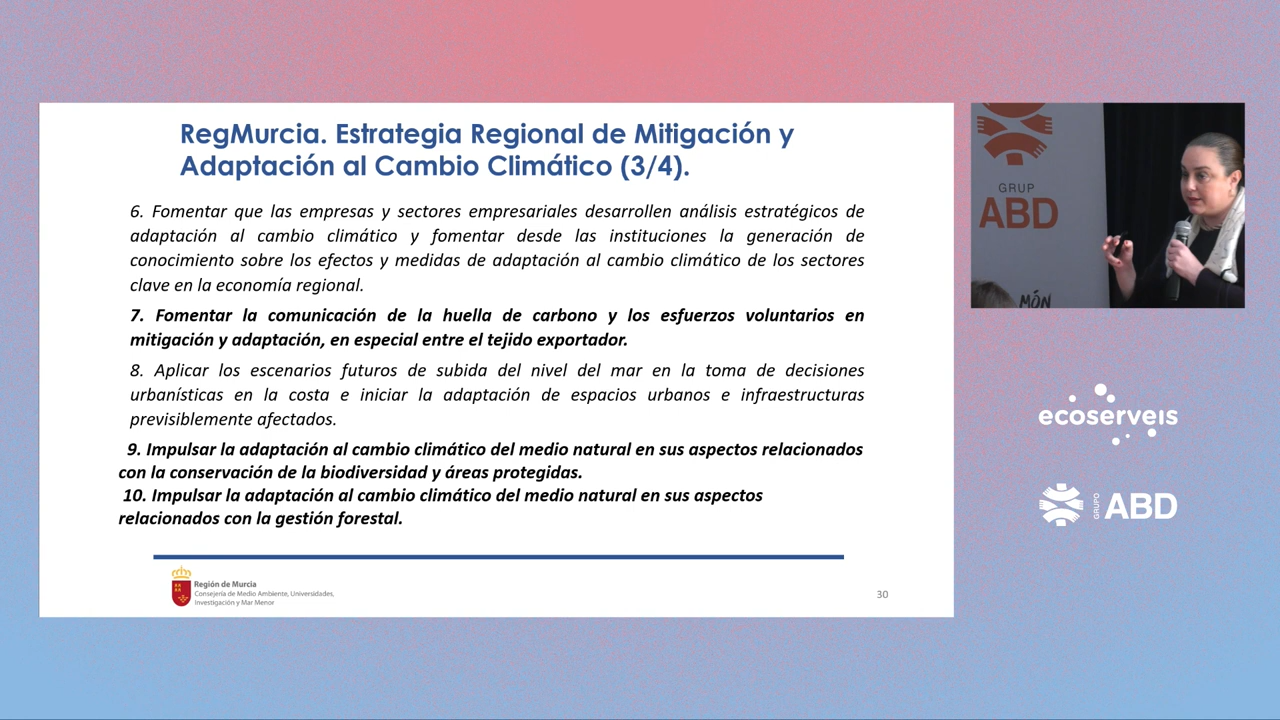 RegMurcia. Estrategia Regional de Mitigación y
Adaptación al Cambio Climático (3/4).
6. Fomentar que las empresas y sectores empresariales desarrollen análisis estratégicos de
adaptación al cambio climático y fomentar desde las instituciones la generación de
conocimiento sobre los efectos y medidas de adaptación al cambio climático de los sectores
clave en la economía regional.
7. Fomentar la comunicación de la huella de carbono y los esfuerzos voluntarios en
mitigación y adaptación, en especial entre el tejido exportador.
8. Aplicar los escenarios futuros de subida del nivel del mar en la toma de decisiones
urbanísticas en la costa e iniciar la adaptación de espacios urbanos e infraestructuras
previsiblemente afectados.
9. Impulsar la adaptación al cambio climático del medio natural en sus aspectos relacionados
con la conservación de la biodiversidad y áreas protegidas.
10. Impulsar la adaptación al cambio climático del medio natural en sus aspectos
relacionados con la gestión forestal.
Región de Murcia
Consejería de Medio Ambiente, Universidades,
Investigación y Mar Menor
30
GRUP
ABD
MÓN
ecoserveis
GRUPO
ABD